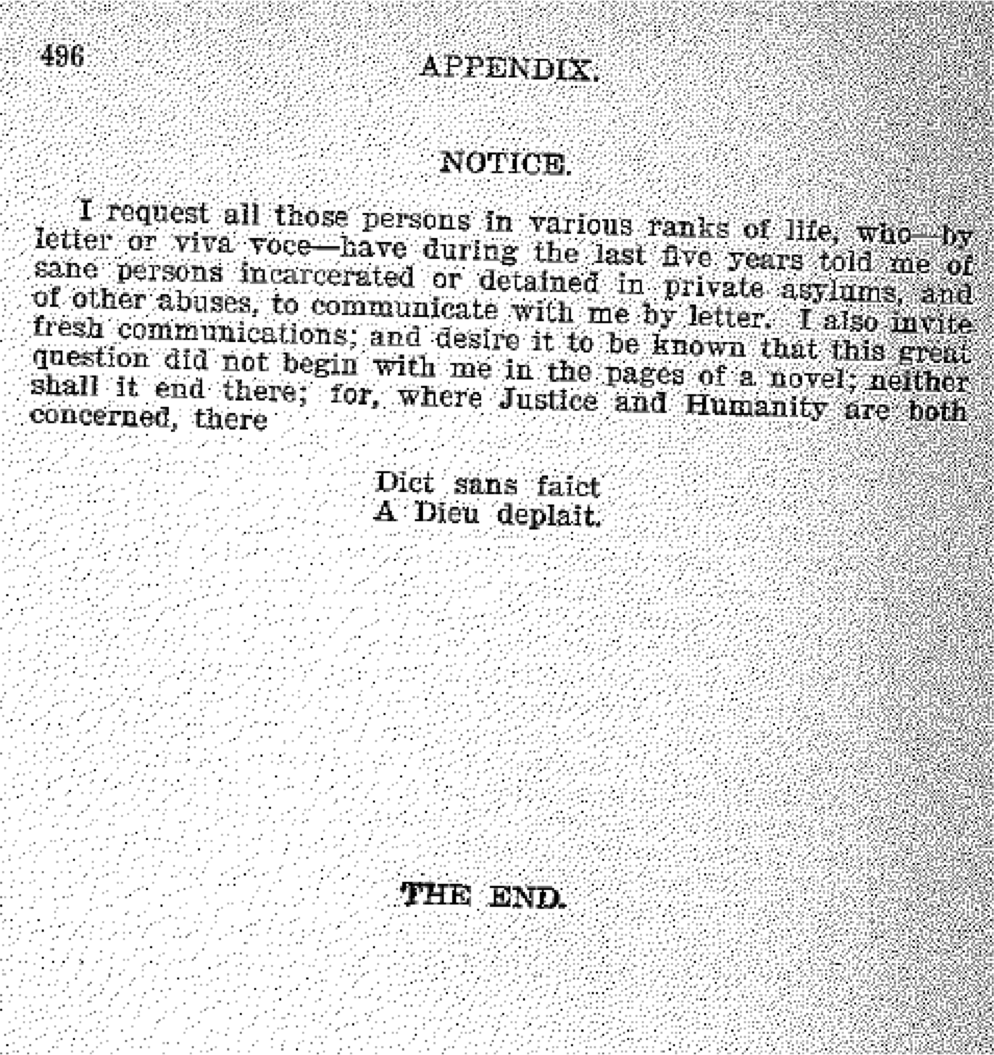 496
APPENDIX.
NOTICE.
I request all those persons in various ranks of life, who—by
letter or viva voce—have during the last five years told me of
sane persons incarcerated or detained in private asylums, and
of other abuses, to communicate with me by letter. I also invite
fresh communications; and desire it to be known that this great
question did not begin with me in the pages of a novel; neither
shall it end there; for, where Justice and Humanity are both
concerned, there
Dict sans faict
A Dieu deplait.
THE END.